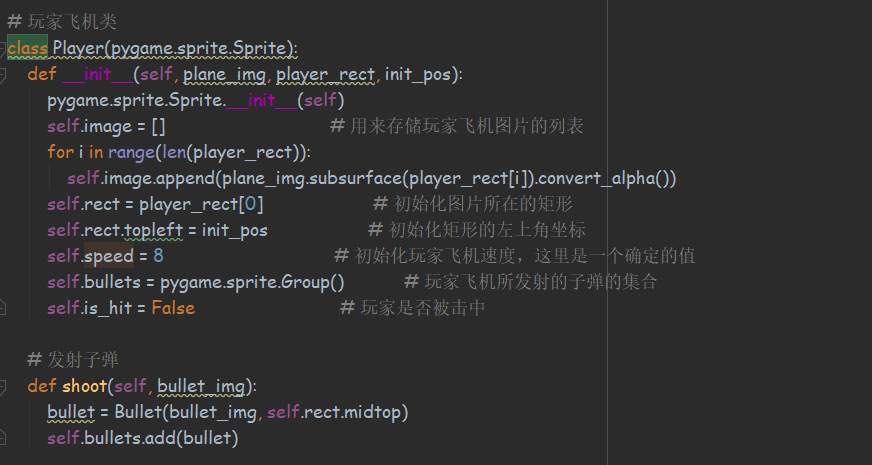 # 玩家飞机类
class Player(pygame.sprite.Sprite):
    def __init__(self, plane_img, player_rect, init_pos):
        pygame.sprite.Sprite.__init__(self)
        self.image = []                # 用来存储玩家飞机图片的列表
        for i in range(len(player_rect)):
            self.image.append(plane_img.subsurface(player_rect[i]).convert_alpha())
        self.rect = player_rect[0]           # 初始化图片所在的矩形
        self.rect.topleft = init_pos          # 初始化矩形的左上角坐标
        self.speed = 8                 # 初始化玩家飞机速度，这里是一个确定的值
        self.bullets = pygame.sprite.Group()      # 玩家飞机所发射的子弹的集合
        self.is_hit = False              # 玩家是否被击中
    # 发射子弹
    def shoot(self, bullet_img):
        bullet = Bullet(bullet_img, self.rect.midtop)
        self.bullets.add(bullet)